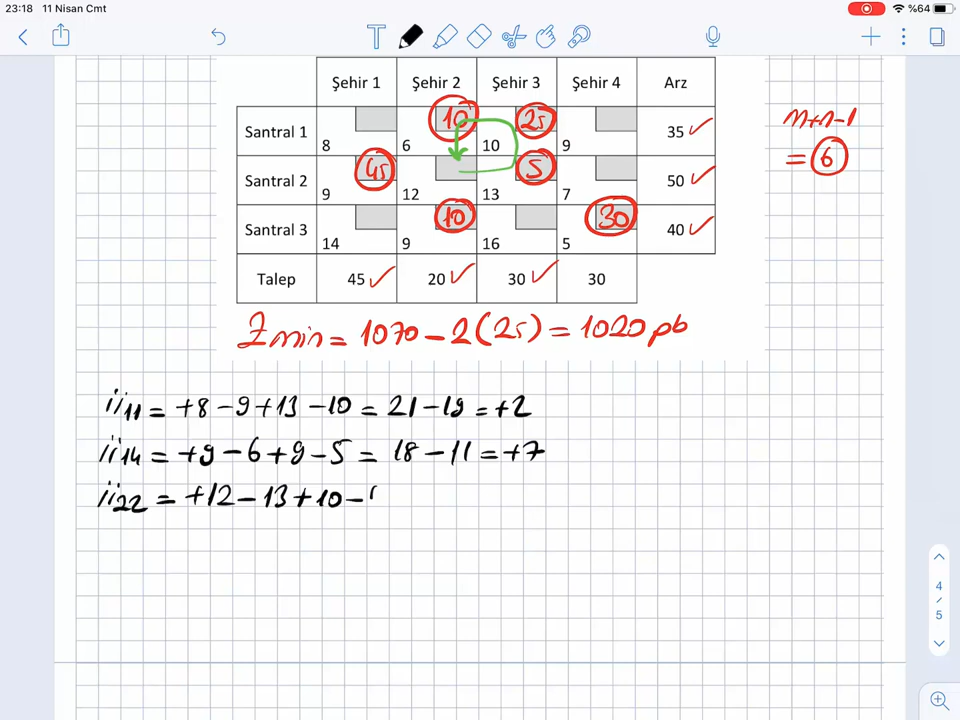 23:18 11 Nisan Cmt %64
Şehir 1 Şehir 2 Şehir 3 Şehir 4 Arz
Santral 1 8 6 10 10 25 9 35
m+n-1
= 6
Santral 2 9 45 12 13 5 7 50
Santral 3 14 9 10 16 5 30 40
Talep 45 20 30 30
Zmin = 1070 - 2(25) = 1020 pb
ii11 = +8 - 9 + 13 - 10 = 21 - 19 = +2
ii14 = +9 - 6 + 9 - 5 = 18 - 11 = +7
ii22 = +12 - 13 + 10 -
4
/
5